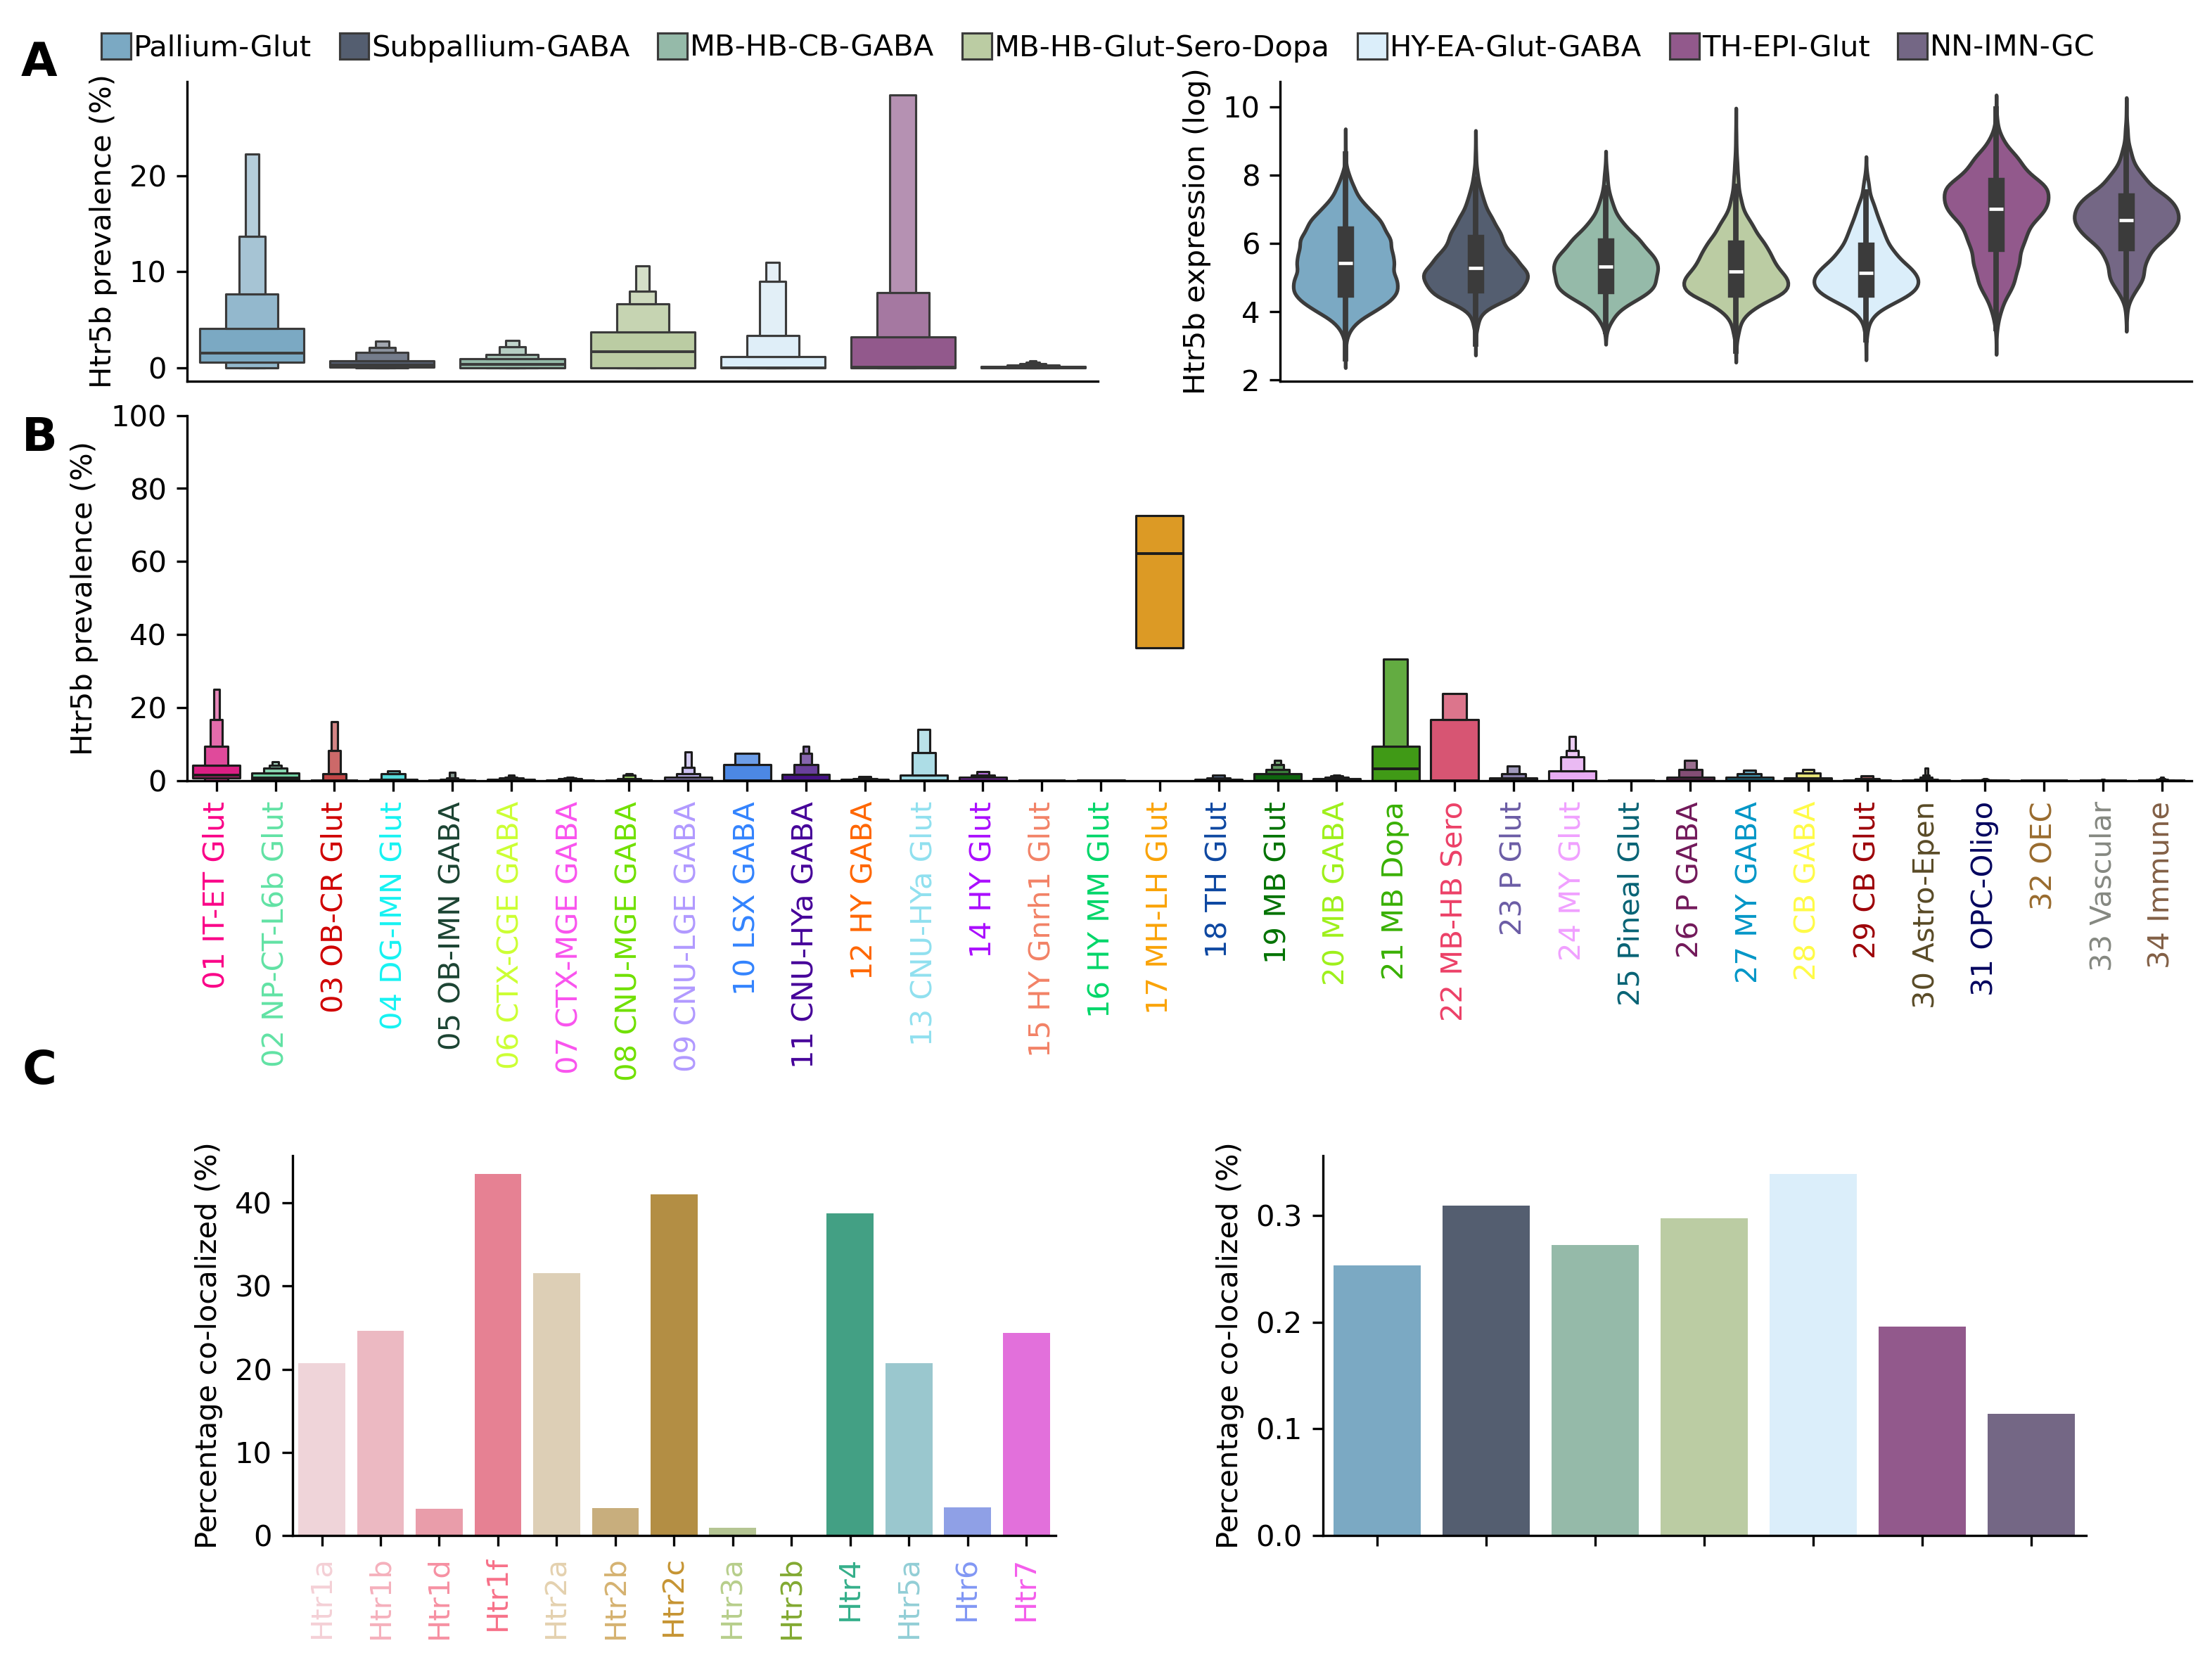 A
Pallium-Glut Subpallium-GABA MB-HB-CB-GABA MB-HB-Glut-Sero-Dopa HY-EA-Glut-GABA TH-EPI-Glut NN-IMN-GC
Htr5b prevalence (%)
20
10
0
Htr5b expression (log)
10
8
6
4
2
B
Htr5b prevalence (%)
100
80
60
40
20
0
01 IT-ET Glut
02 NP-CT-L6b Glut
03 OB-CR Glut
04 DG-IMN Glut
05 OB-IMN GABA
06 CTX-CGE GABA
07 CTX-MGE GABA
08 CNU-MGE GABA
09 CNU-LGE GABA
10 LSX GABA
11 CNU-HYa GABA
12 HY GABA
13 CNU-HYa Glut
14 HY Glut
15 HY Gnrh1 Glut
16 HY MM Glut
17 MH-LH Glut
18 TH Glut
19 MB Glut
20 MB GABA
21 MB Dopa
22 MB-HB Sero
23 P Glut
24 MY Glut
25 Pineal Glut
26 P GABA
27 MY GABA
28 CB GABA
29 CB Glut
30 Astro-Epen
31 OPC-Oligo
32 OEC
33 Vascular
34 Immune
C
Percentage co-localized (%)
40
30
20
10
0
Htr1a
Htr1b
Htr1d
Htr1f
Htr2a
Htr2b
Htr2c
Htr3a
Htr3b
Htr4
Htr5a
Htr6
Htr7
Percentage co-localized (%)
0.3
0.2
0.1
0.0